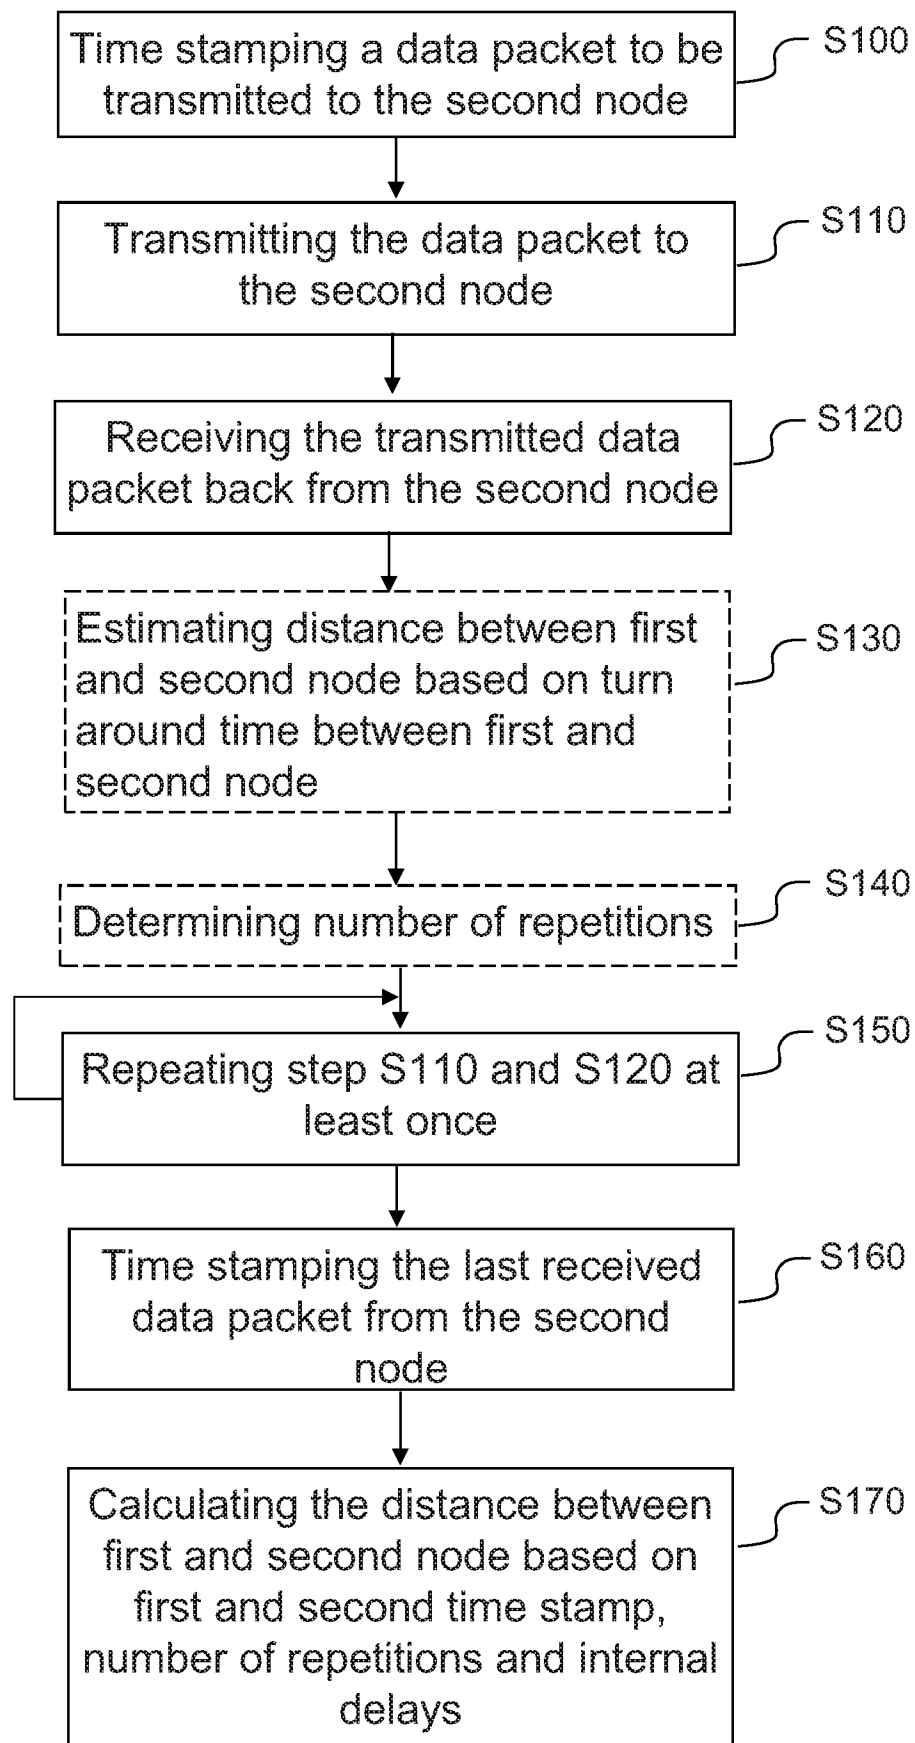 Time stamping a data packet to be
transmitted to the second node
S100
Transmitting the data packet to
the second node
S110
Receiving the transmitted data
packet back from the second node
S120
Estimating distance between first
and second node based on turn
around time between first and
second node
S130
Determining number of repetitions
S140
Repeating step S110 and S120 at
least once
S150
Time stamping the last received
data packet from the second
node
S160
Calculating the distance between
first and second node based on
first and second time stamp,
number of repetitions and internal
delays
S170